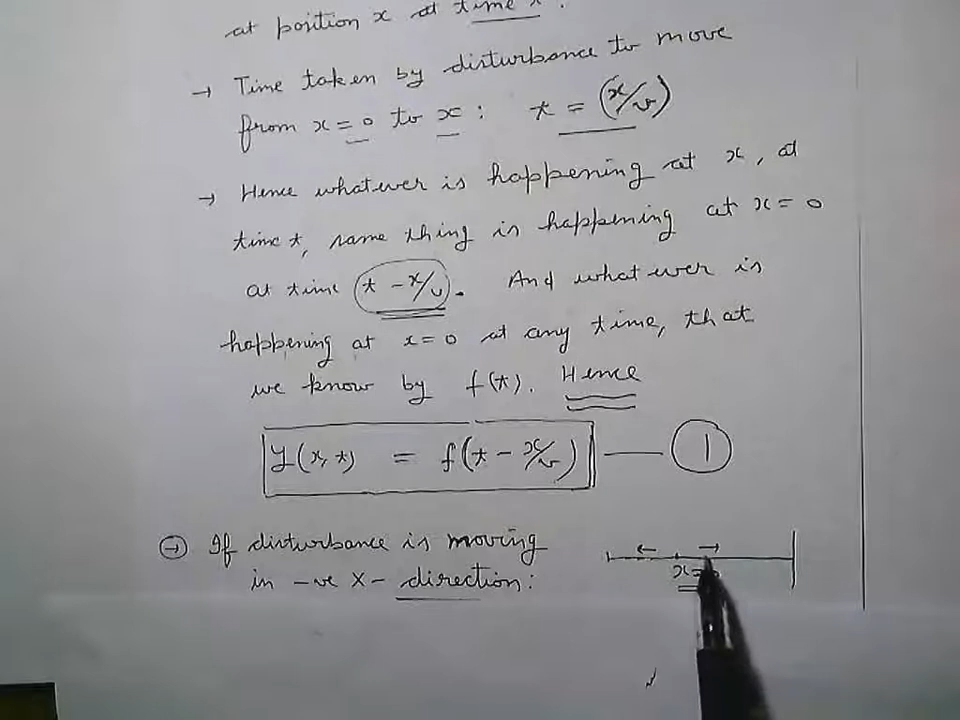 at position x at time t.
→ Time taken by disturbance to move
from x = 0 to x : t = (x/v)
→ Hence whatever is happening at x, at
time t, same thing is happening at x = 0
at time (t - x/v). And whatever is
happening at x = 0 at any time, that
we know by f(t). Hence
y(x, t) = f(t - x/v) — 1
→ If disturbance is moving
in -ve x- direction:
← →
x=0